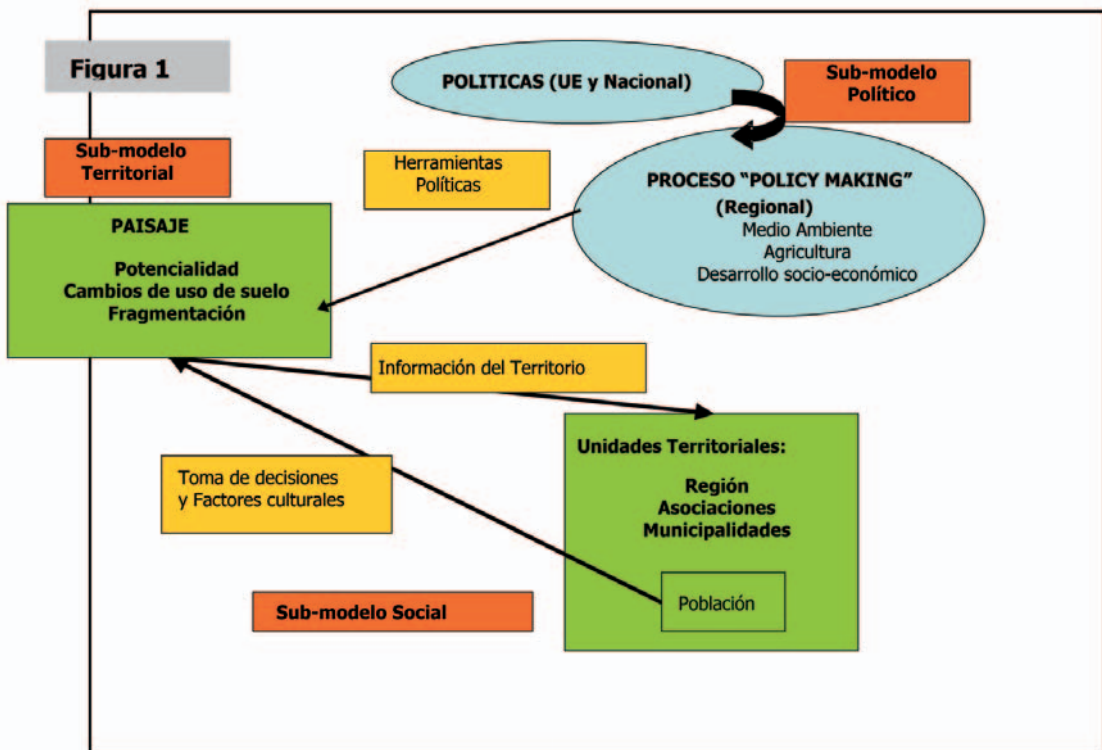 Figura 1
POLITICAS (UE y Nacional)
Sub-modelo
Político
Sub-modelo
Territorial
Herramientas
Políticas
PROCESO “POLICY MAKING”
(Regional)
Medio Ambiente
Agricultura
Desarrollo socio-económico
PAISAJE
Potencialidad
Cambios de uso de suelo
Fragmentación
Información del Territorio
Unidades Territoriales:
Región
Asociaciones
Municipalidades
Toma de decisiones
y Factores culturales
Población
Sub-modelo Social